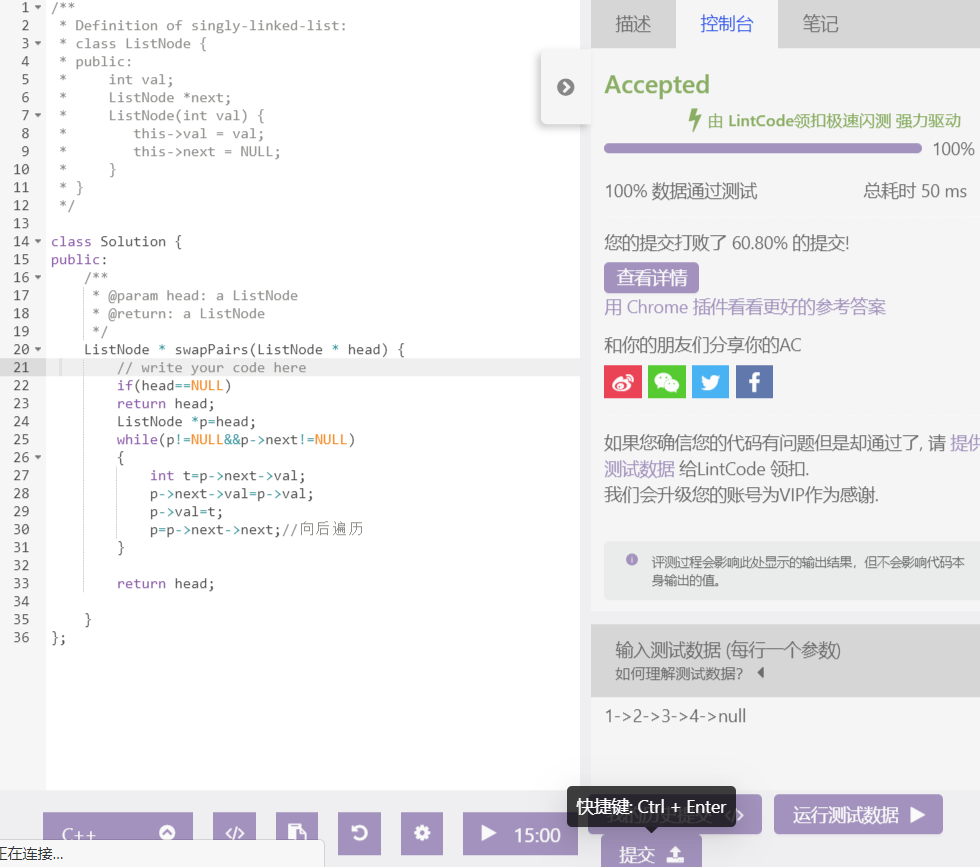 1 /**
2  * Definition of singly-linked-list:
3  * class ListNode {
4  * public:
5  *     int val;
6  *     ListNode *next;
7  *     ListNode(int val) {
8  *        this->val = val;
9  *        this->next = NULL;
10  *     }
11  * }
12  */
13
14 class Solution {
15 public:
16     /**
17      * @param head: a ListNode
18      * @return: a ListNode
19      */
20     ListNode * swapPairs(ListNode * head) {
21         // write your code here
22         if(head==NULL)
23         return head;
24         ListNode *p=head;
25         while(p!=NULL&&p->next!=NULL)
26         {
27             int t=p->next->val;
28             p->next->val=p->val;
29             p->val=t;
30             p=p->next->next;//向后遍历
31         }
32
33         return head;
34
35     }
36 };
C++
</>
15:00
正在连接...
描述 控制台 笔记
Accepted
由 LintCode领扣极速闪测 强力驱动
100%
100% 数据通过测试 总耗时 50 ms
您的提交打败了 60.80% 的提交!
查看详情
用 Chrome 插件看看更好的参考答案
和你的朋友们分享你的AC
如果您确信您的代码有问题但是却通过了, 请 提供
测试数据 给LintCode 领扣.
我们会升级您的账号为VIP作为感谢.
评测过程会影响此处显示的输出结果，但不会影响代码本
身输出的值。
输入测试数据 (每行一个参数)
如何理解测试数据?
1->2->3->4->null
快捷键: Ctrl + Enter
我的历史提交 </>
运行测试数据
提交